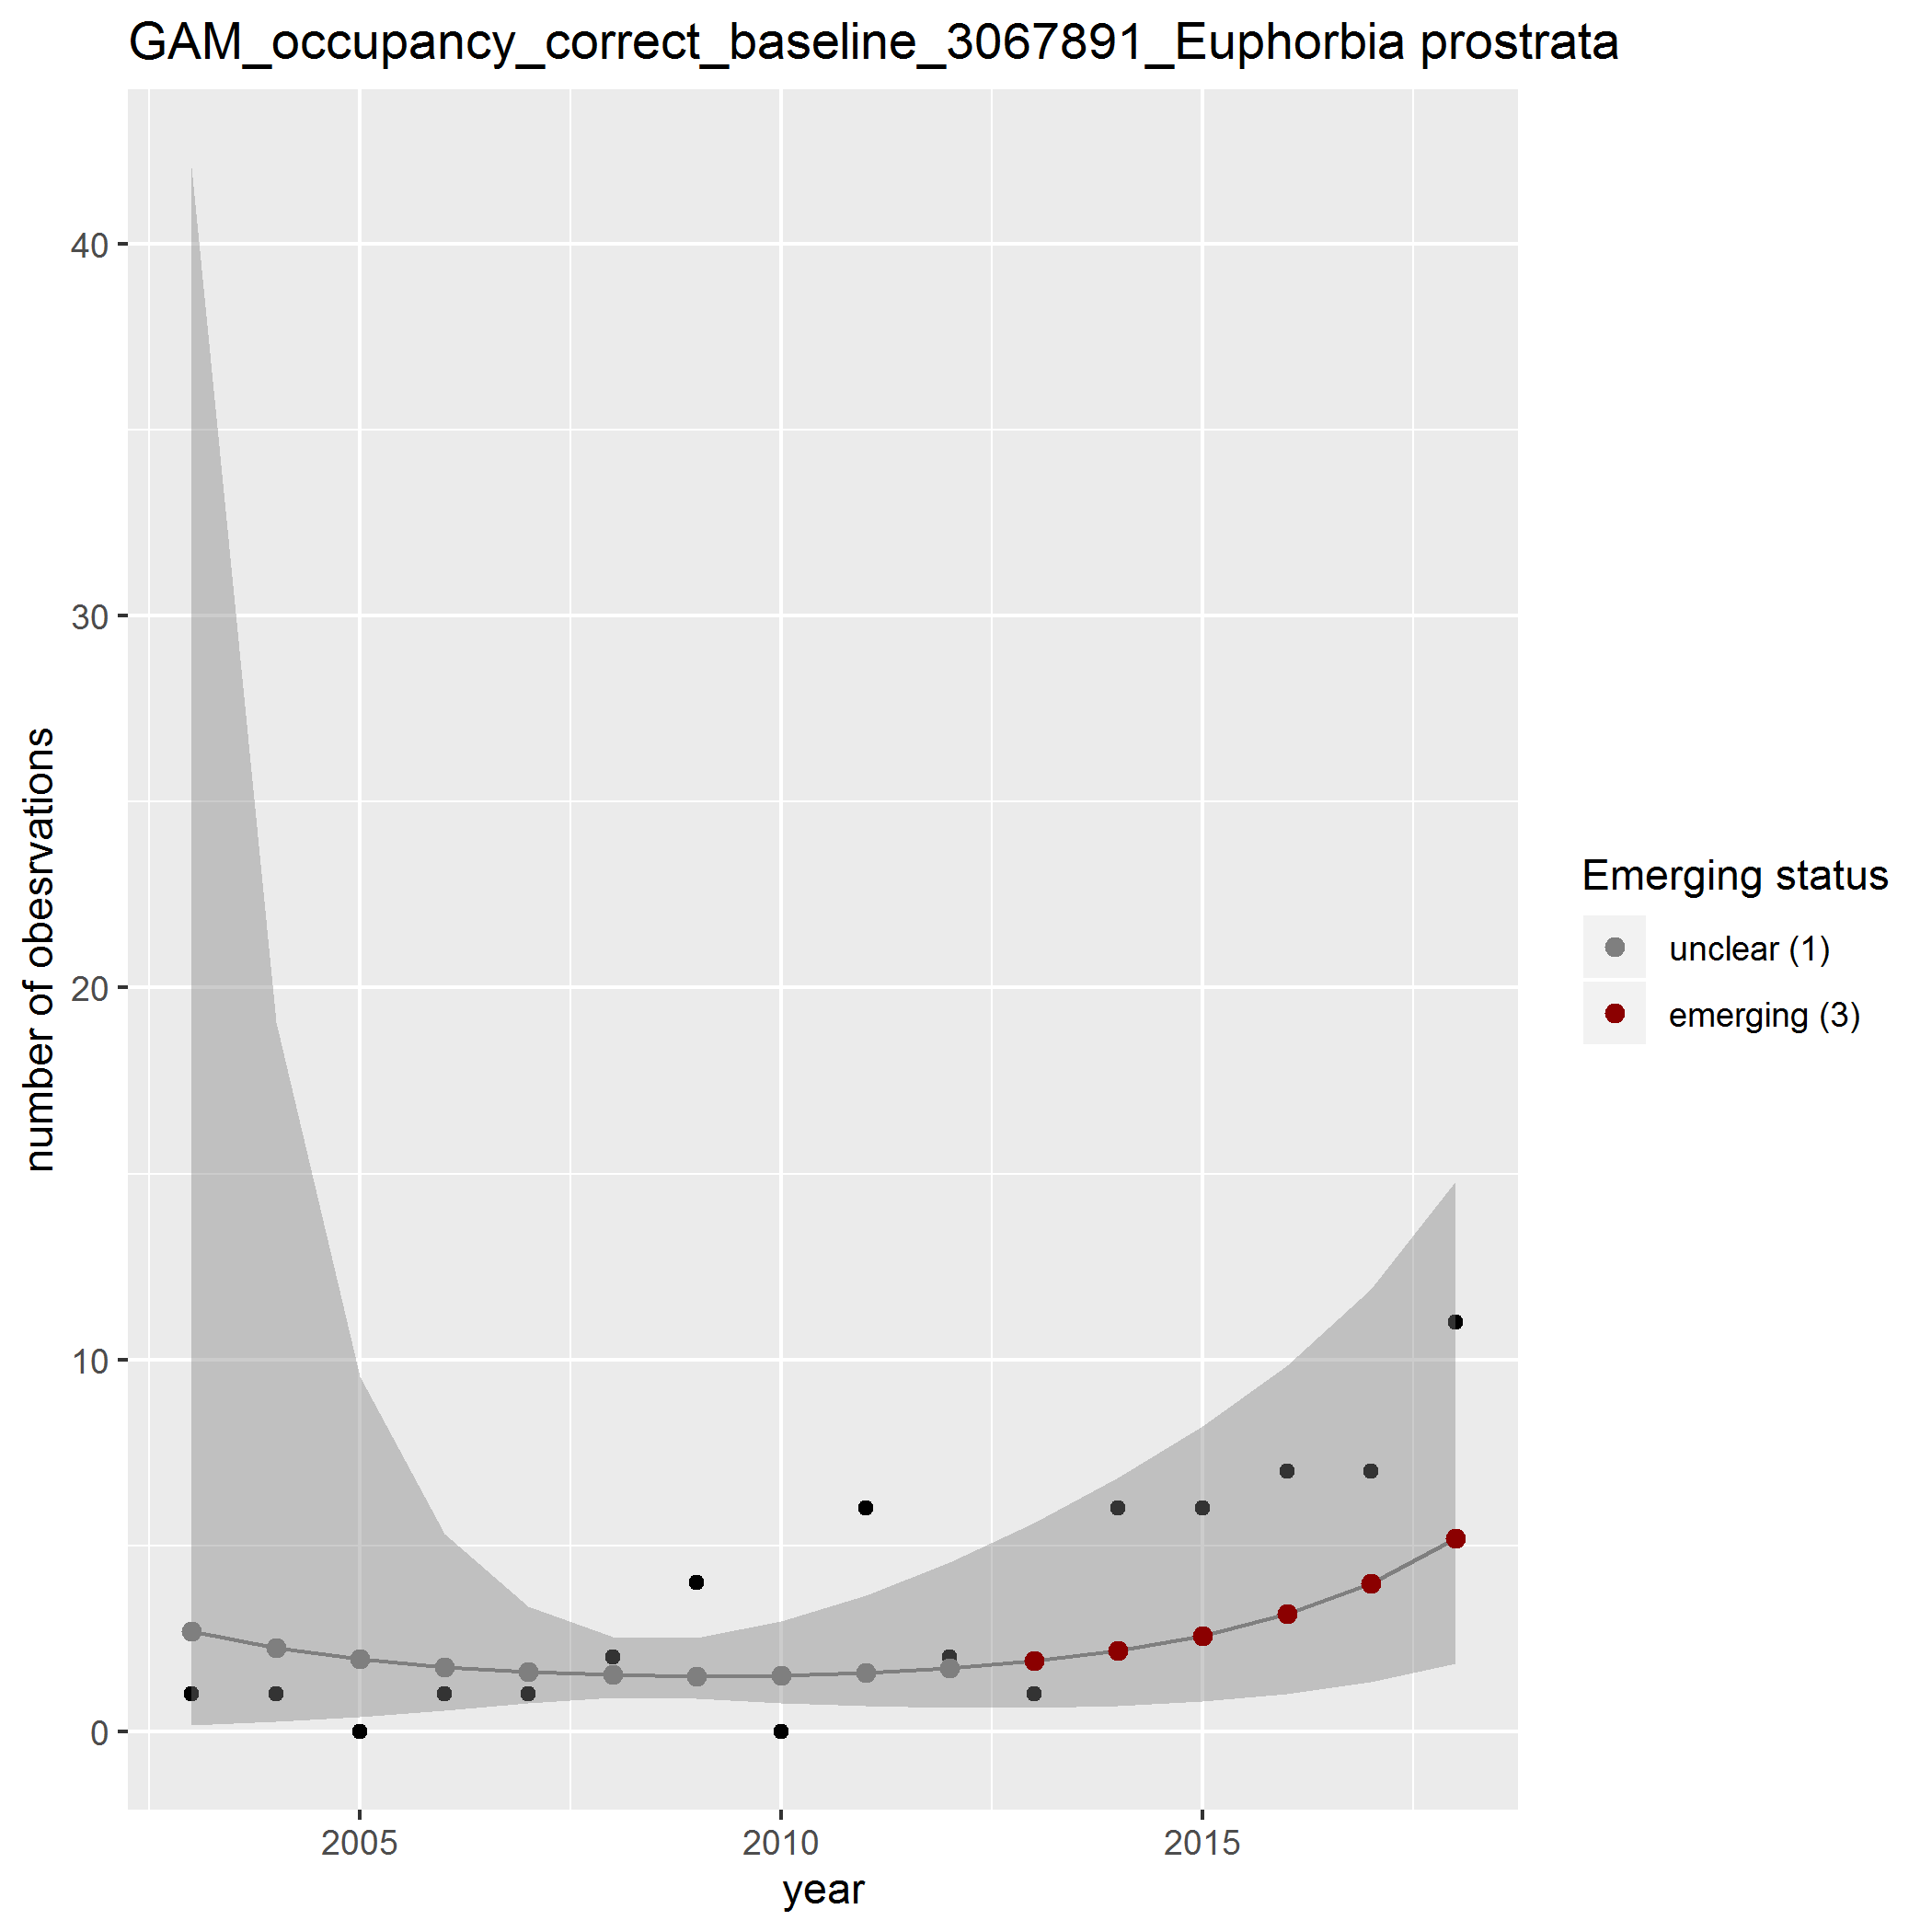 GAM_occupancy_correct_baseline_3067891_Euphorbia prostrata
number of obesrvations
40
30
20
10
0
2005
2010
2015
year
Emerging status
unclear (1)
emerging (3)